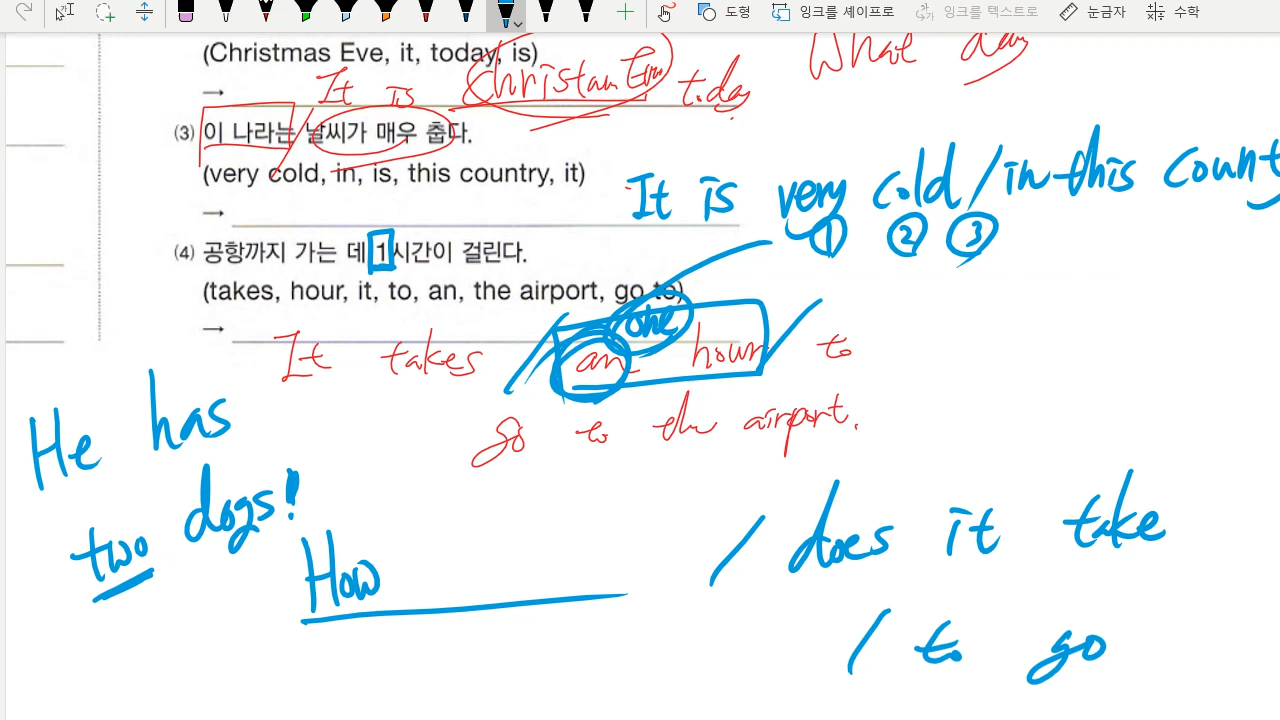 도형 잉크를 셰이프로 잉크를 텍스트로 눈금자 수학
(Christmas Eve, it, today, is)
What day
→ It is Christam Eve today.
(3) 이 나라는 날씨가 매우 춥다.
(very cold, in, is, this country, it)
→ It is very cold / in this count
① ② ③
(4) 공항까지 가는 데 1시간이 걸린다.
(takes, hour, it, to, an, the airport, go to)
→
one
It takes an hour to
go to the airport.
He has
two dogs!
How / does it take
/ to go